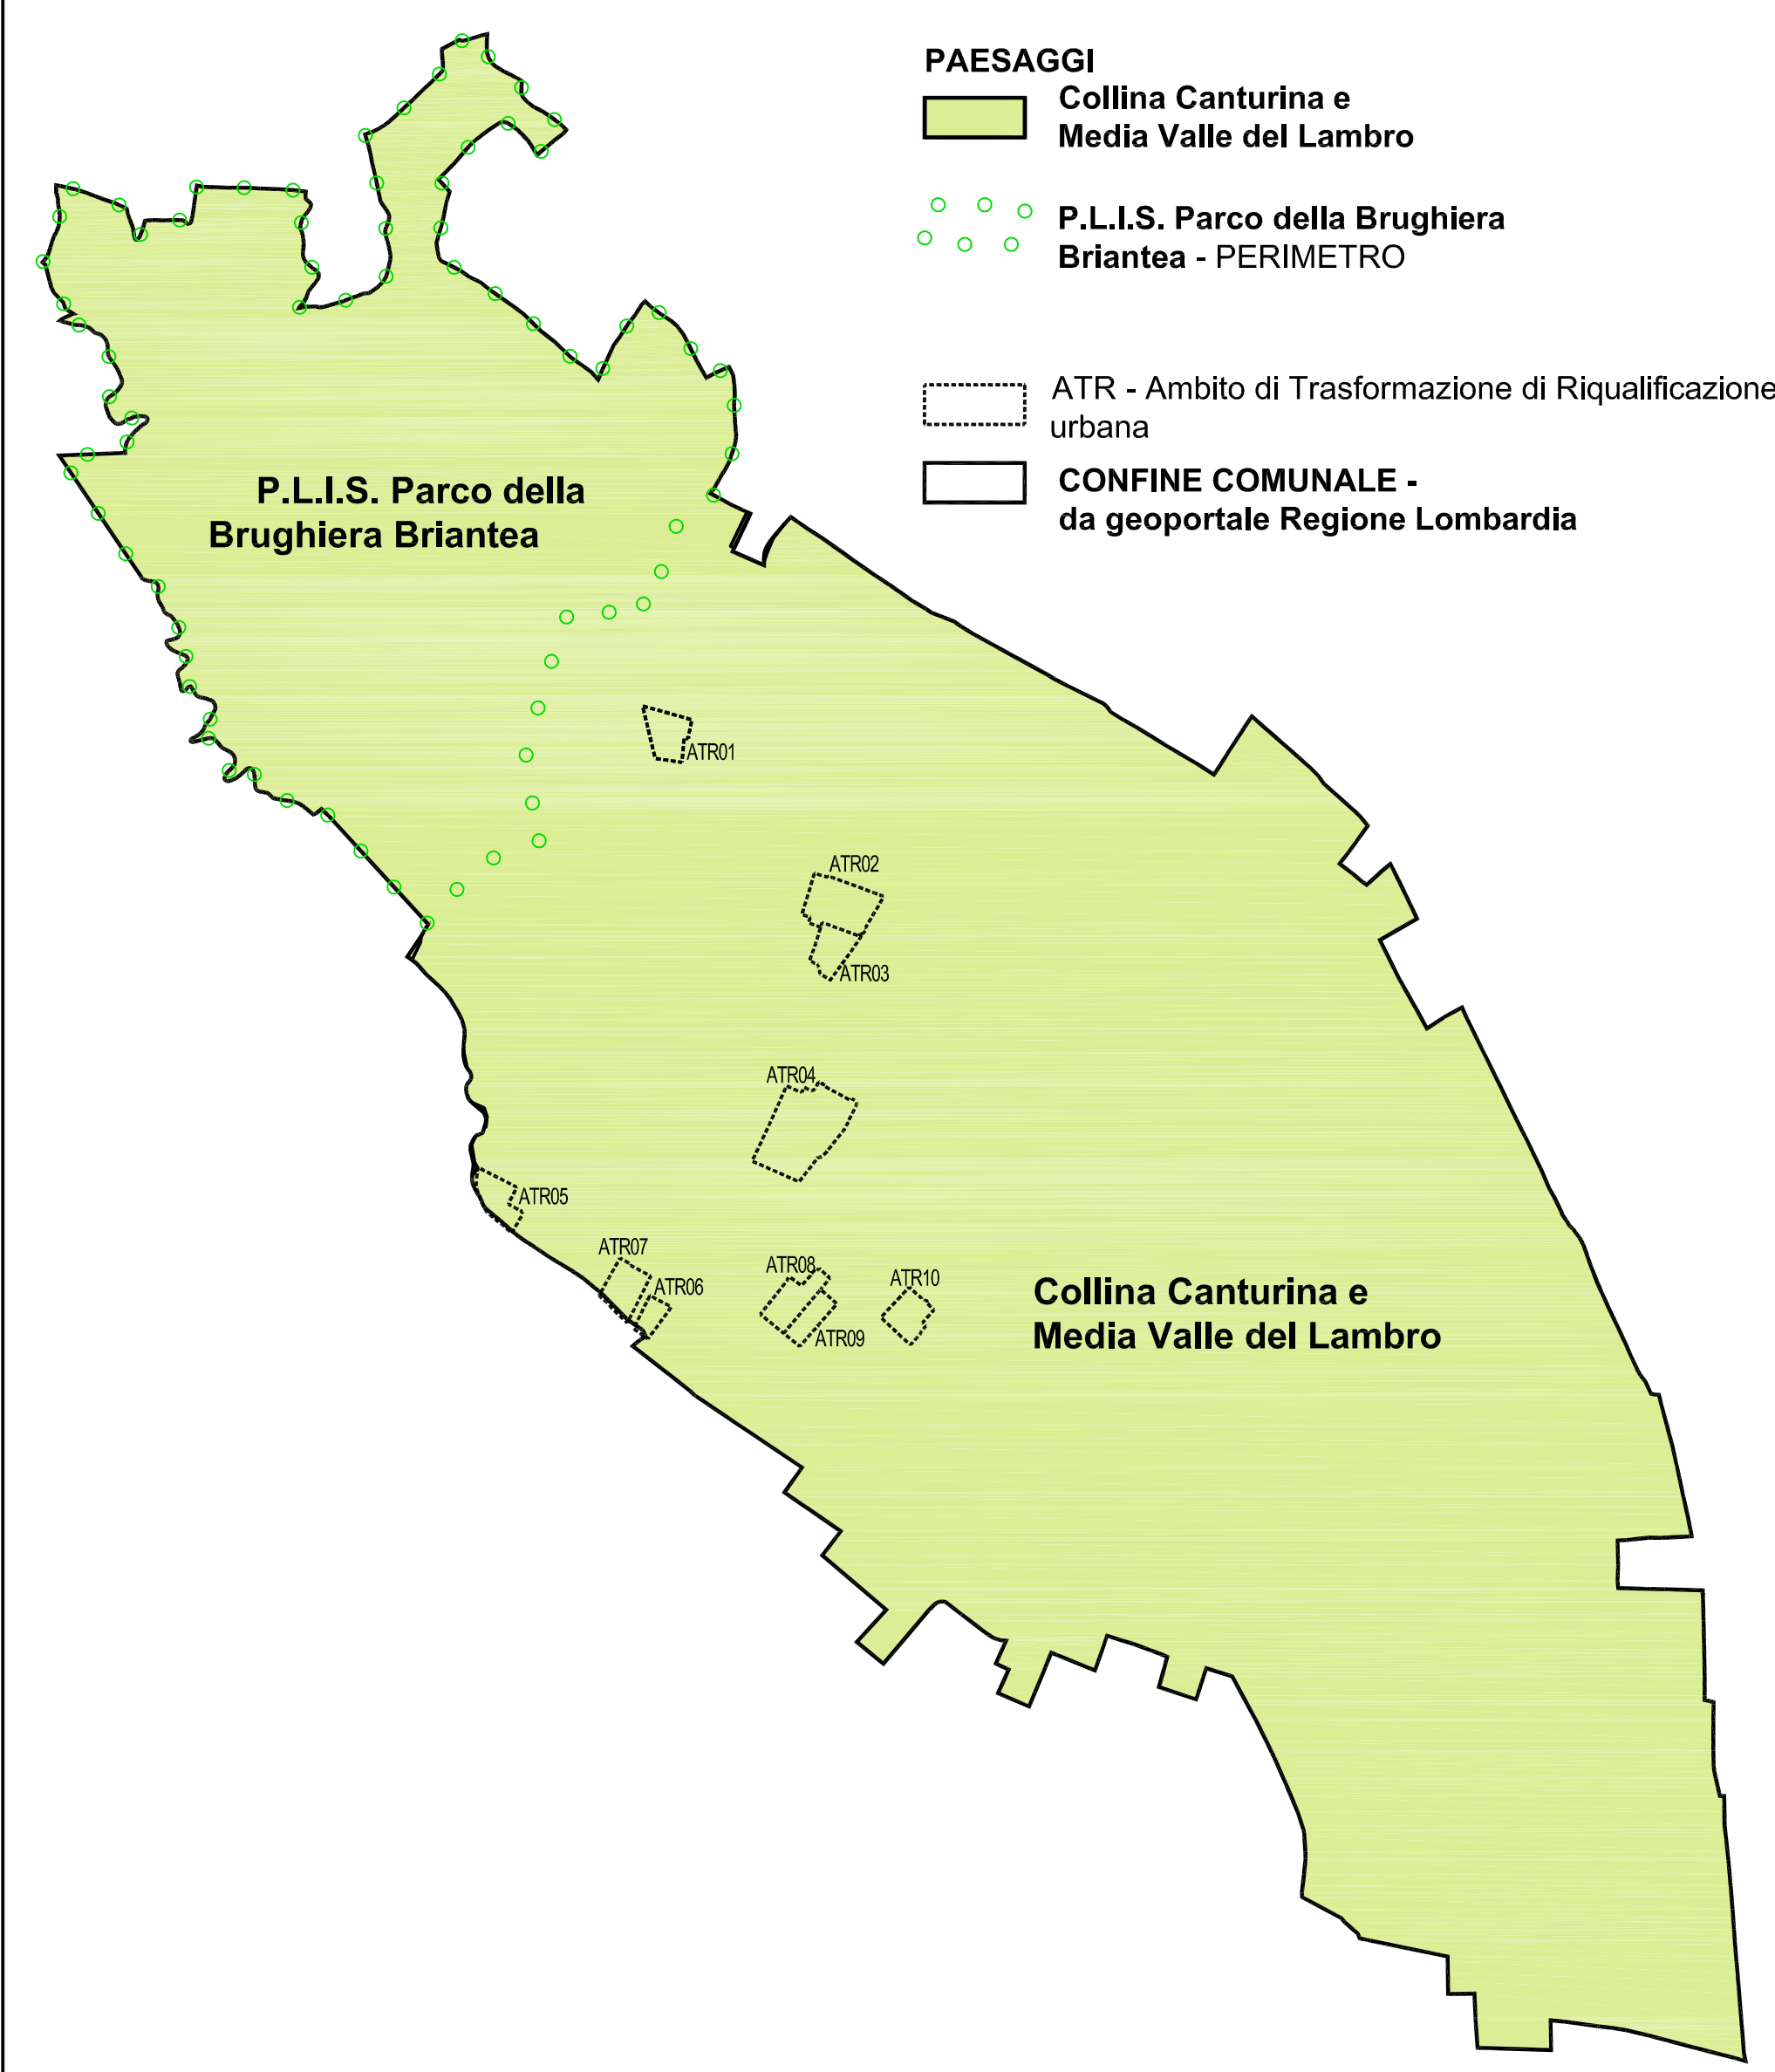 PAESAGGI
Collina Canturina e
Media Valle del Lambro
P.L.I.S. Parco della Brughiera
Briantea - PERIMETRO
ATR - Ambito di Trasformazione di Riqualificazione
urbana
CONFINE COMUNALE -
da geoportale Regione Lombardia
P.L.I.S. Parco della
Brughiera Briantea
ATR01
ATR02
ATR03
ATR04
ATR05
ATR07
ATR06
ATR08
ATR09
ATR10
Collina Canturina e
Media Valle del Lambro